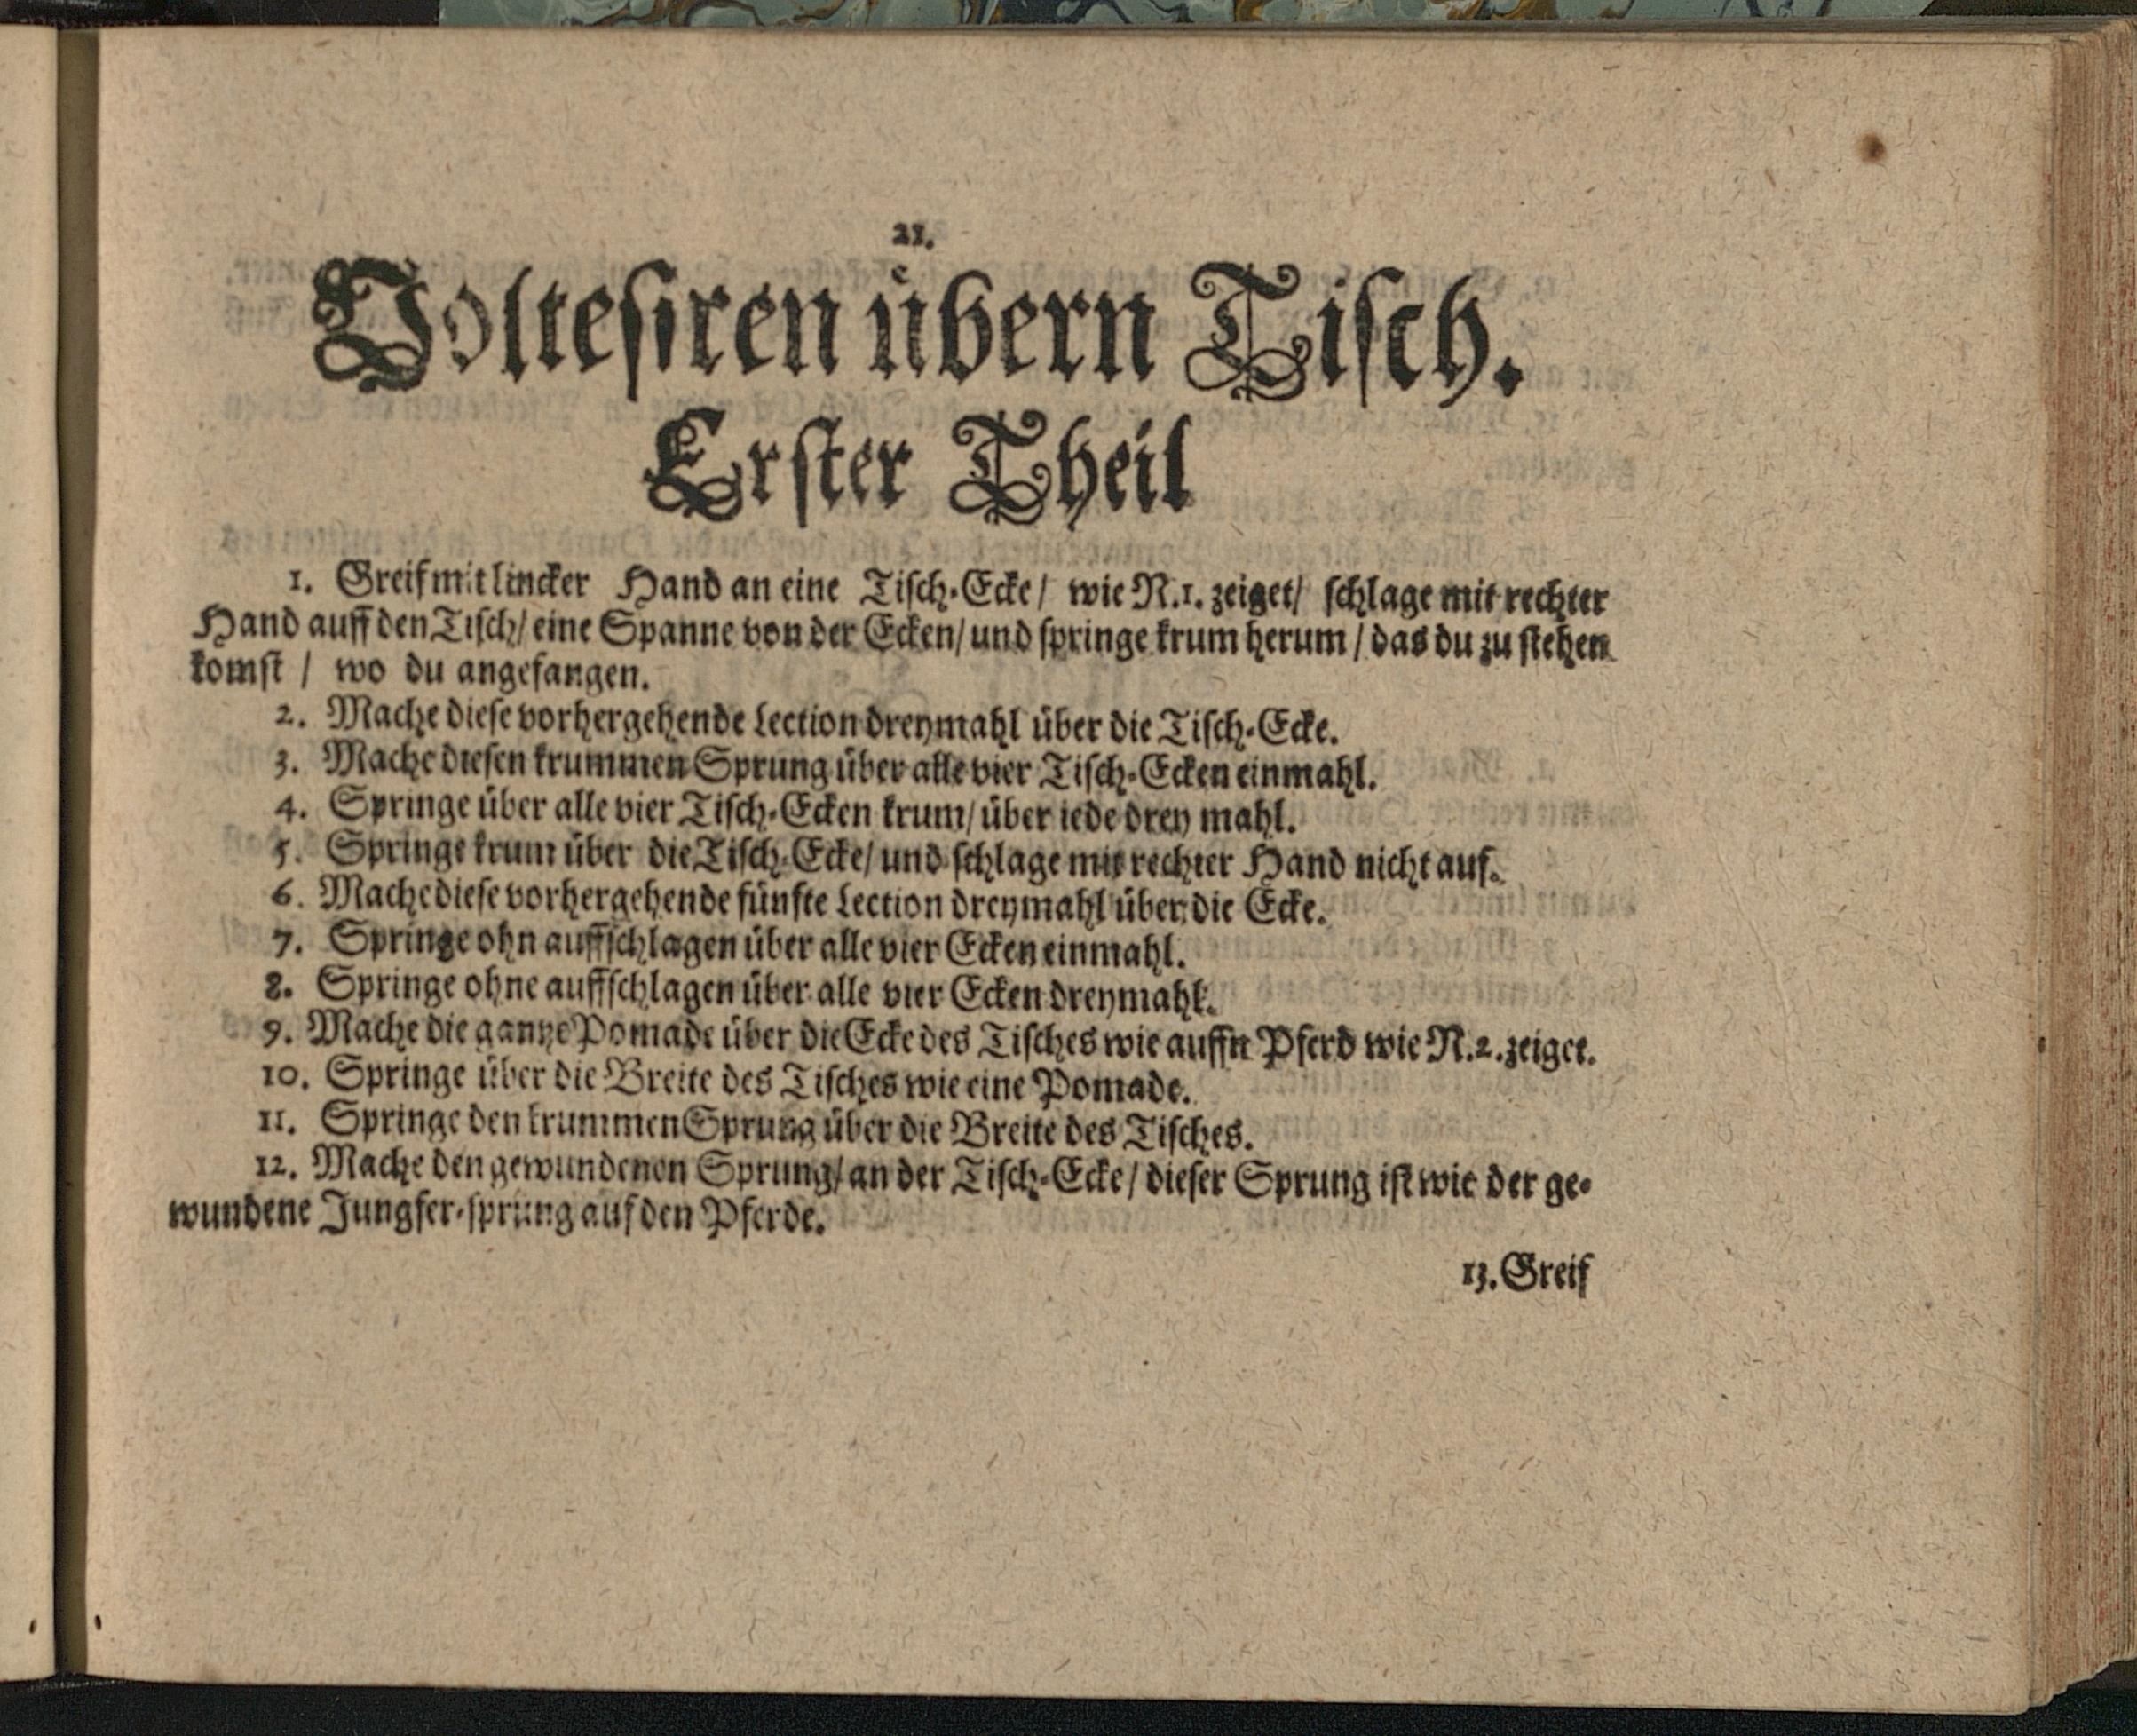 21.
Voltesiren übern Tisch.
Erster Theil
1. Greif mit lincker Hand an eine Tisch-Ecke / wie N.1. zeiget / schlage mit rechter
Hand auff den Tisch / eine Spanne von der Ecken / und springe krum herum / das du zu stehen
komst / wo du angefangen.
2. Mache diese vorhergehende Lection dreymahl über die Tisch-Ecke.
3. Mache diesen krummen Sprung über alle vier Tisch-Ecken einmahl.
4. Springe über alle vier Tisch-Ecken krum / über iede drey mahl.
5. Springe krum über die Tisch-Ecke / und schlage mit rechter Hand nicht auf.
6. Mache diese vorhergehende fünfte Lection dreymahl über die Ecke.
7. Springe ohn auffschlagen über alle vier Ecken einmahl.
8. Springe ohne auffschlagen über alle vier Ecken dreymahl.
9. Mache die gantze Pomade über die Ecke des Tisches wie auffn Pferd wie N.2. zeiget.
10. Springe über die Breite des Tisches wie eine Pomade.
11. Springe den krummen Sprung über die Breite des Tisches.
12. Mache den gewundenen Sprung / an der Tisch-Ecke / dieser Sprung ist wie der ge-
wundene Jungfer-sprung auf den Pferde.
13. Greif